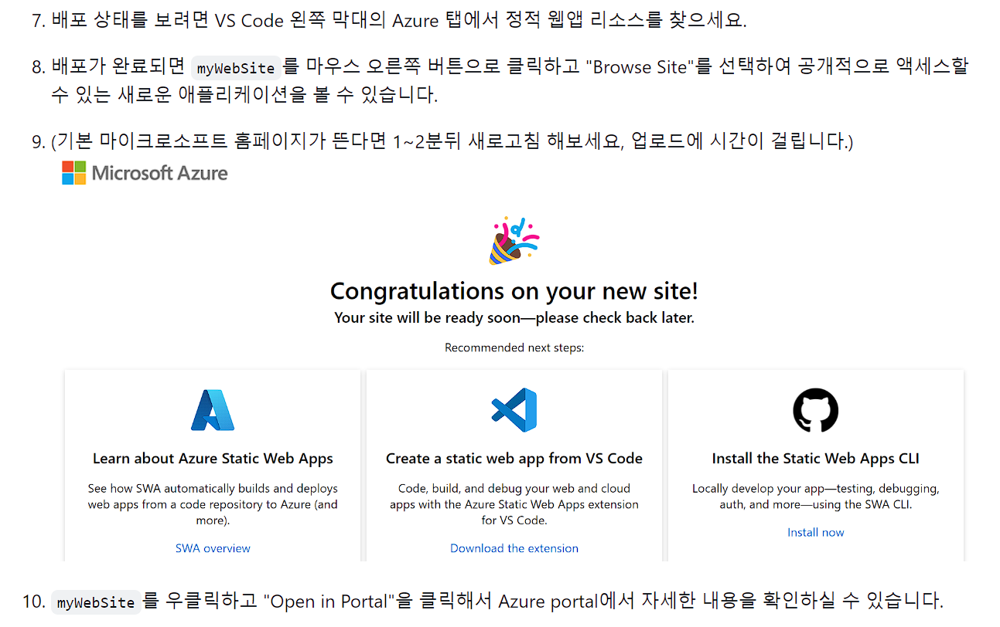 7. 배포 상태를 보려면 VS Code 왼쪽 막대의 Azure 탭에서 정적 웹앱 리소스를 찾으세요.
8. 배포가 완료되면 myWebSite 를 마우스 오른쪽 버튼으로 클릭하고 "Browse Site"를 선택하여 공개적으로 액세스할
수 있는 새로운 애플리케이션을 볼 수 있습니다.
9. (기본 마이크로소프트 홈페이지가 뜬다면 1~2분뒤 새로고침 해보세요, 업로드에 시간이 걸립니다.)
Microsoft Azure
Congratulations on your new site!
Your site will be ready soon—please check back later.
Recommended next steps:
Learn about Azure Static Web Apps
See how SWA automatically builds and deploys
web apps from a code repository to Azure (and
more).
SWA overview
Create a static web app from VS Code
Code, build, and debug your web and cloud
apps with the Azure Static Web Apps extension
for VS Code.
Download the extension
Install the Static Web Apps CLI
Locally develop your app—testing, debugging,
auth, and more—using the SWA CLI.
Install now
10. myWebSite 를 우클릭하고 "Open in Portal"을 클릭해서 Azure portal에서 자세한 내용을 확인하실 수 있습니다.